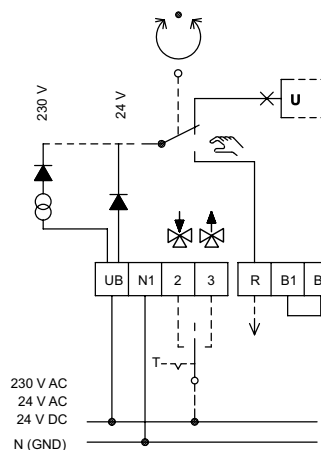 230 V
24 V
U
UB N1 2 3 R B1 B
T
230 V AC
24 V AC
24 V DC
N (GND)